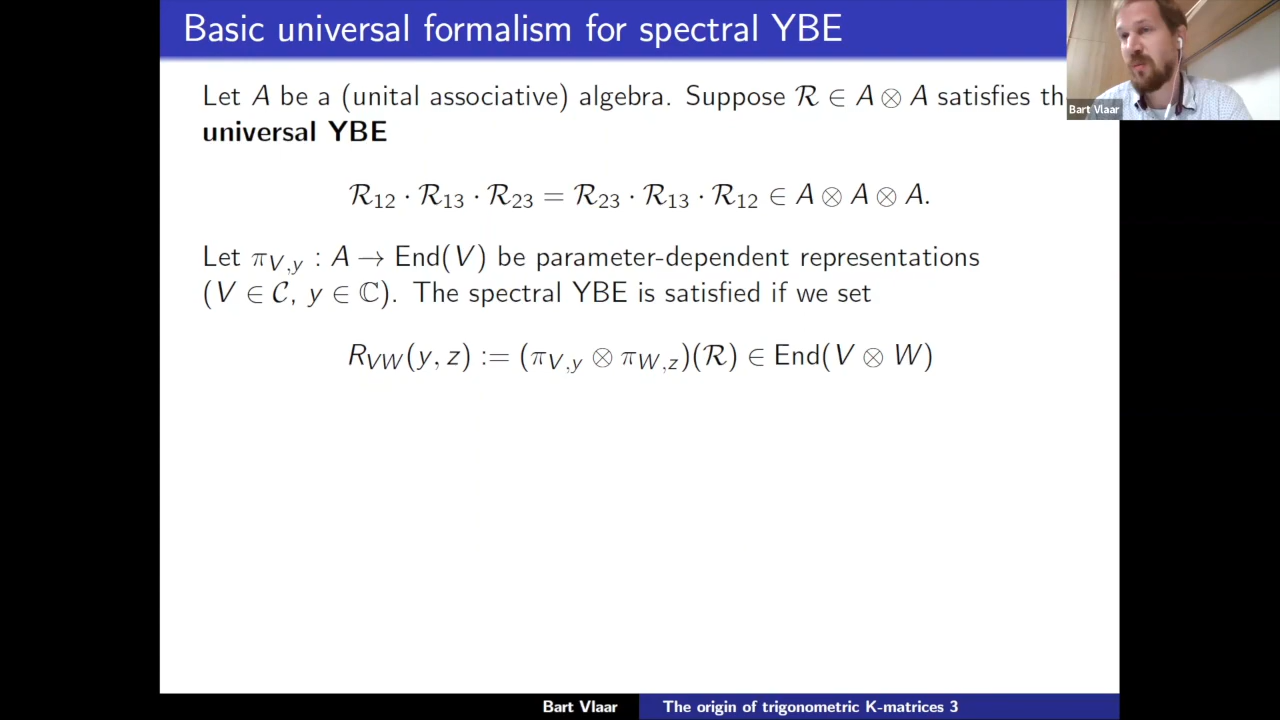 Basic universal formalism for spectral YBE
Let A be a (unital associative) algebra. Suppose ℛ ∈ A ⊗ A satisfies th
universal YBE
ℛ₁₂ · ℛ₁₃ · ℛ₂₃ = ℛ₂₃ · ℛ₁₃ · ℛ₁₂ ∈ A ⊗ A ⊗ A.
Let π_{V,y} : A → End(V) be parameter-dependent representations
(V ∈ 𝒞, y ∈ ℂ). The spectral YBE is satisfied if we set
R_{VW}(y, z) := (π_{V,y} ⊗ π_{W,z})(ℛ) ∈ End(V ⊗ W)
Bart Vlaar
Bart Vlaar The origin of trigonometric K-matrices 3